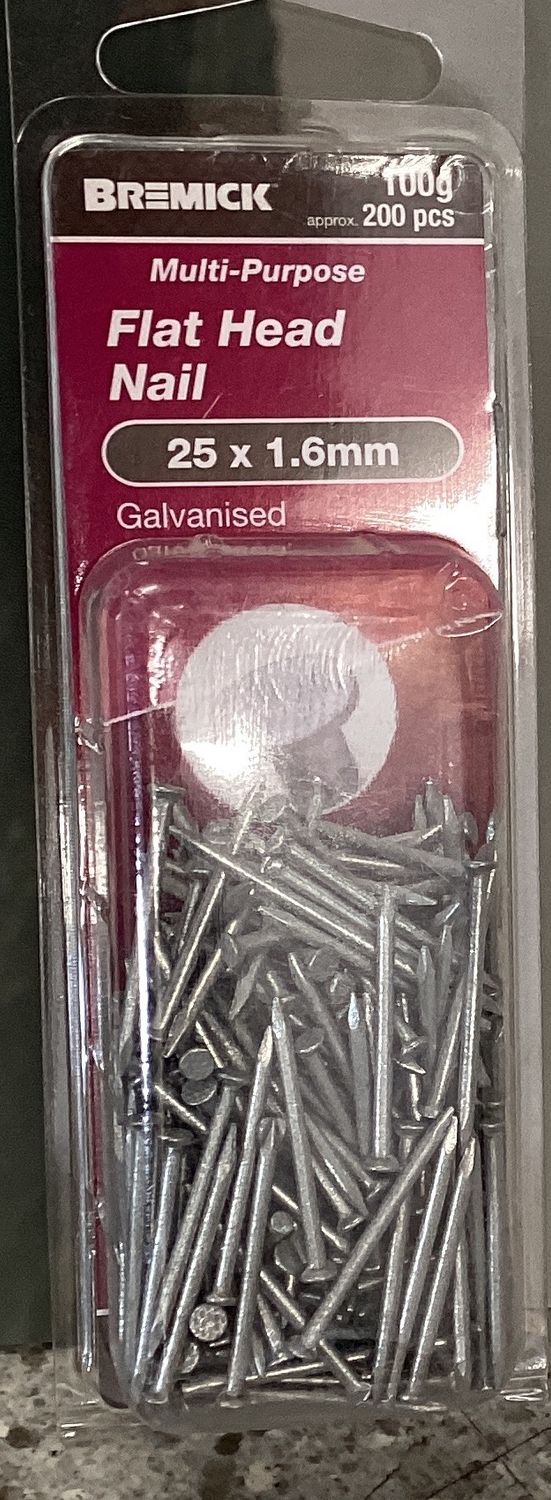 BREMICK
100g
approx. 200 pcs
Multi-Purpose
Flat Head
Nail
25 x 1.6mm
Galvanised